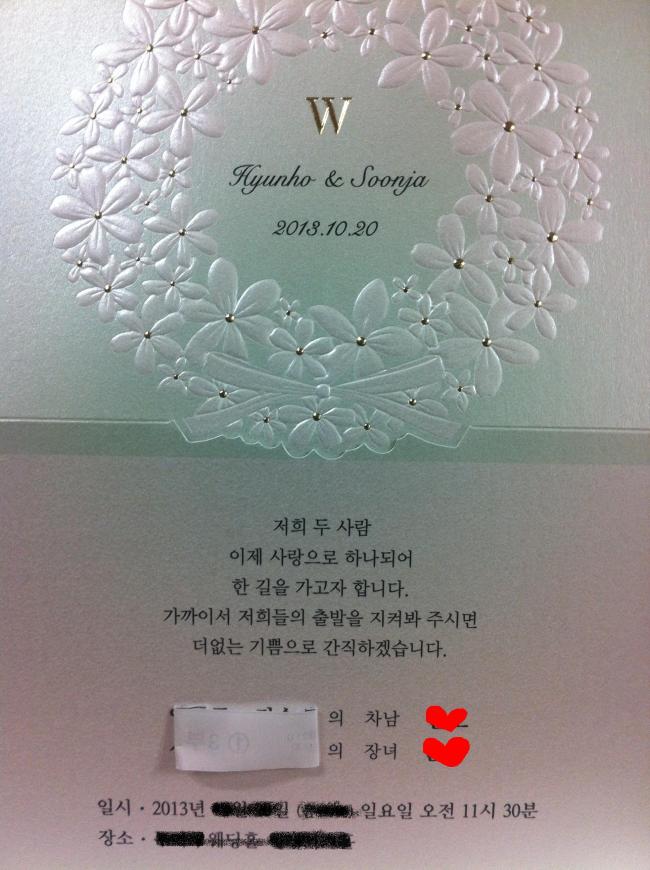 W
Hyunho & Soonja
2013.10.20
저희 두 사람
이제 사랑으로 하나되어
한 길을 가고자 합니다.
가까이서 저희들의 출발을 지켜봐 주시면
더없는 기쁨으로 간직하겠습니다.
의 차남
의 장녀
일시 · 2013년 일 ( 일요일 오전 11시 30분
장소 · 웨딩홀